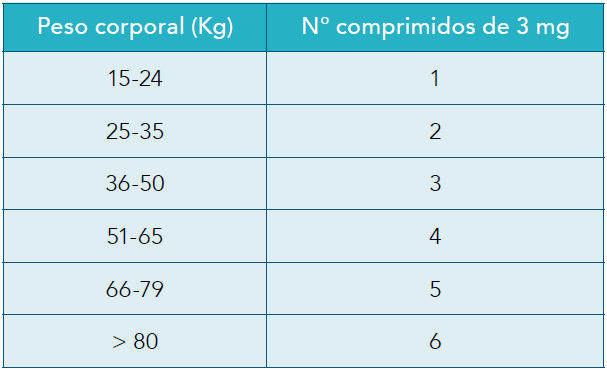 Peso corporal (Kg) Nº comprimidos de 3 mg
15-24 1
25-35 2
36-50 3
51-65 4
66-79 5
> 80 6